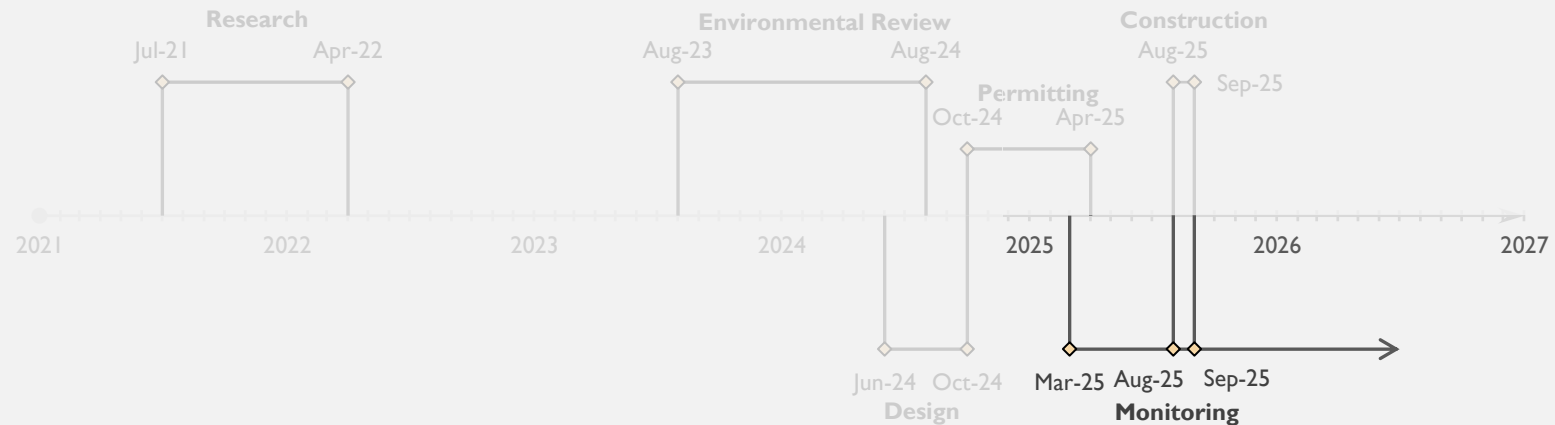 Research
Environmental Review
Construction
Jul-21
Apr-22
Aug-23
Aug-24
Aug-25
Sep-25
Permitting
Oct-24
Apr-25
2021
2022
2023
2024
2025
2026
2027
Jun-24
Oct-24
Mar-25
Aug-25
Sep-25
Design
Monitoring